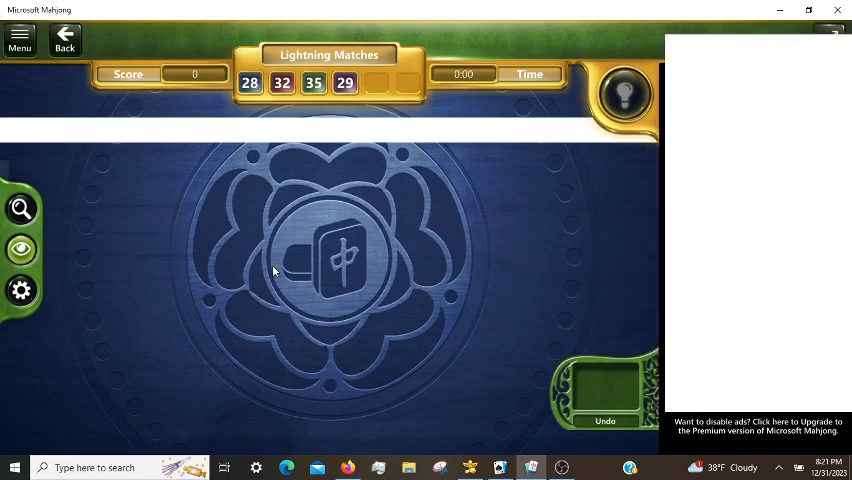 Microsoft Mahjong
Menu
Back
Lightning Matches
Score
0
28
32
35
29
0:00
Time
中
Undo
Want to disable ads? Click here to Upgrade to
the Premium version of Microsoft Mahjong.
Type here to search
38°F Cloudy
8:21 PM
12/31/2023